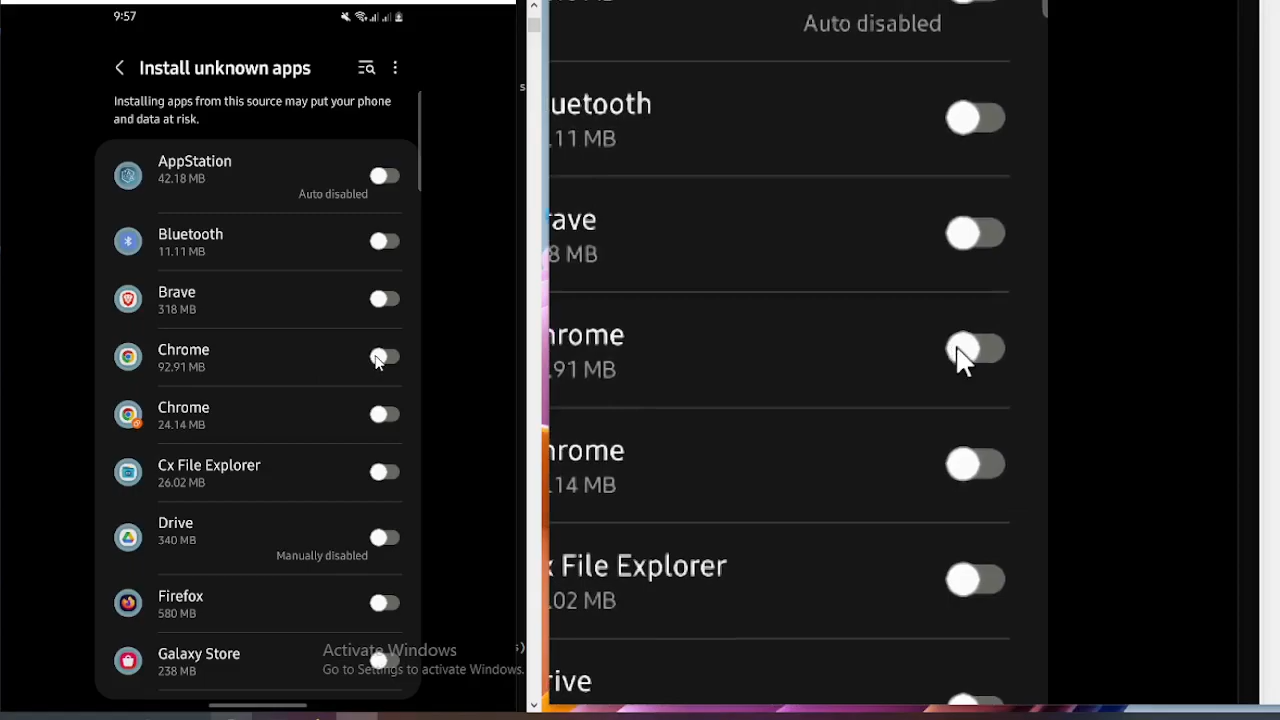 9:57
Install unknown apps
Installing apps from this source may put your phone
and data at risk.
AppStation
42.18 MB
Auto disabled
Bluetooth
11.11 MB
Brave
318 MB
Chrome
92.91 MB
Chrome
24.14 MB
Cx File Explorer
26.02 MB
Drive
340 MB
Manually disabled
Firefox
580 MB
Galaxy Store
238 MB
Activate Windows
Go to Settings to activate Windows.
s
s)
Auto disabled
uetooth
.11 MB
rave
8 MB
hrome
.91 MB
hrome
.14 MB
x File Explorer
.02 MB
rive